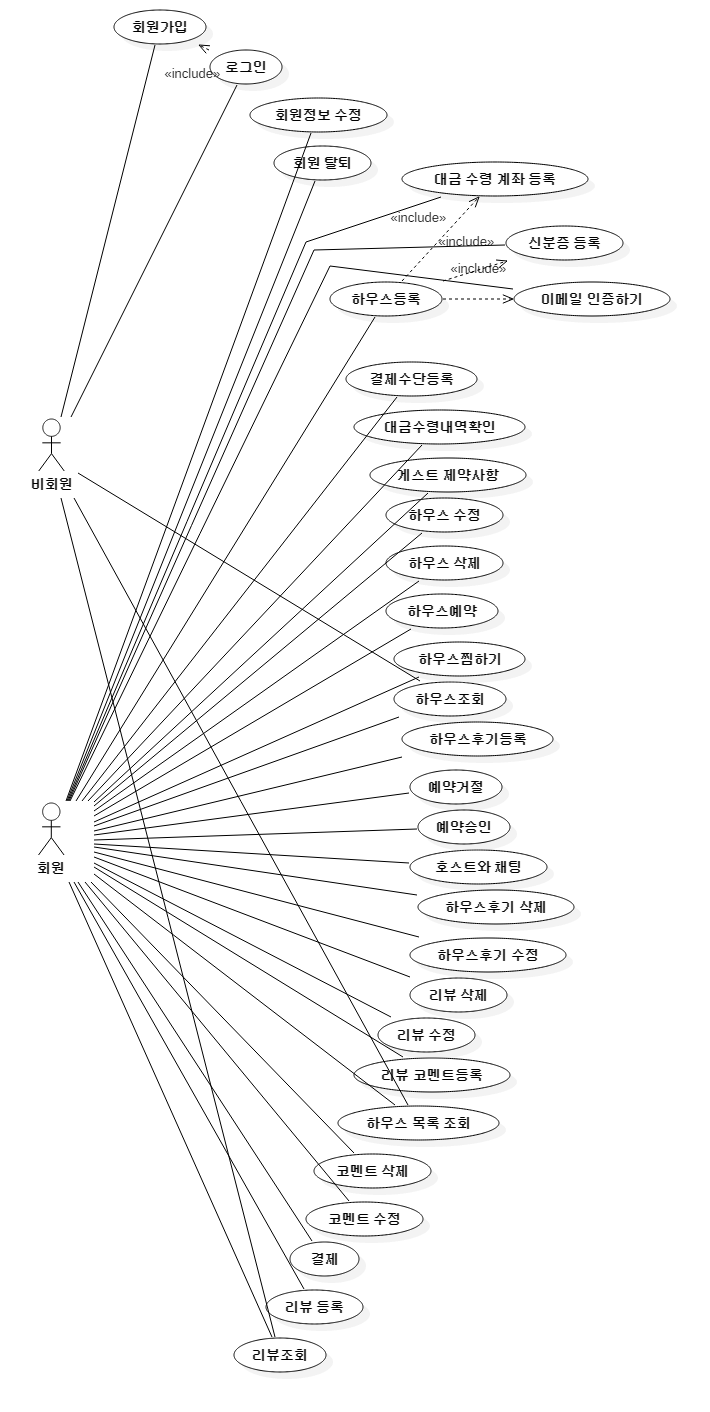 회원가입
로그인
«include»
회원정보 수정
회원 탈퇴
대금 수령 계좌 등록
«include»
«include»
신분증 등록
«include»
하우스등록
이메일 인증하기
결제수단등록
대금수령내역확인
게스트 제약사항
비회원
하우스 수정
하우스 삭제
하우스예약
하우스찜하기
하우스조회
하우스후기등록
예약거절
예약승인
호스트와 채팅
회원
하우스후기 삭제
하우스후기 수정
리뷰 삭제
리뷰 수정
리뷰 코멘트등록
하우스 목록 조회
코멘트 삭제
코멘트 수정
결제
리뷰 등록
리뷰조회